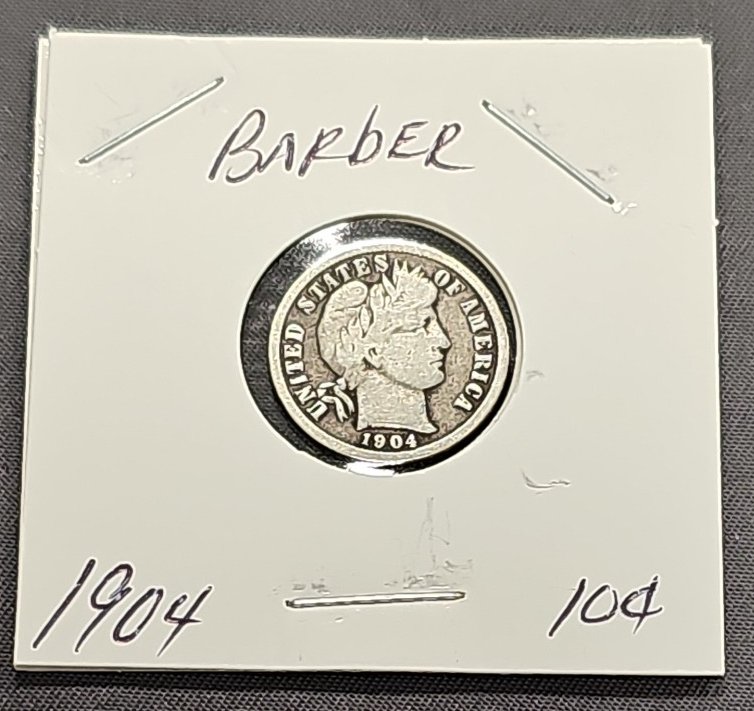 BARbER
UNITED STATES OF AMERICA
1904
1904
10¢